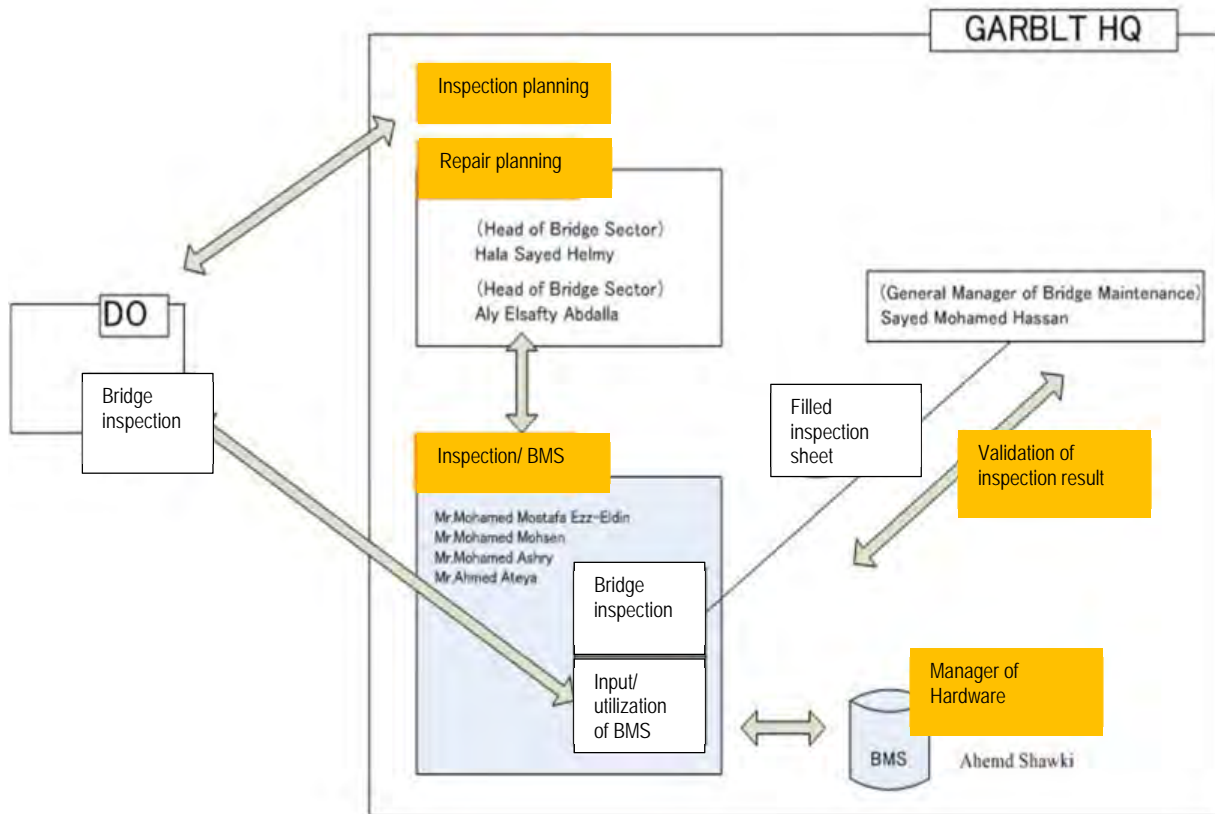 GARBLT HQ
Inspection planning
Repair planning
(Head of Bridge Sector)
Hala Sayed Helmy
(Head of Bridge Sector)
Aly Elsafty Abdalla
(General Manager of Bridge Maintenance)
Sayed Mohamed Hassan
DO
Bridge
inspection
Filled
inspection
sheet
Validation of
inspection result
Inspection/ BMS
Mr.Mohamed Mostafa Ezz-Eldin
Mr.Mohamed Mohsen
Mr.Mohamed Ashry
Mr.Ahmed Ateya
Bridge
inspection
Input/
utilization
of BMS
Manager of
Hardware
BMS
Ahemd Shawki